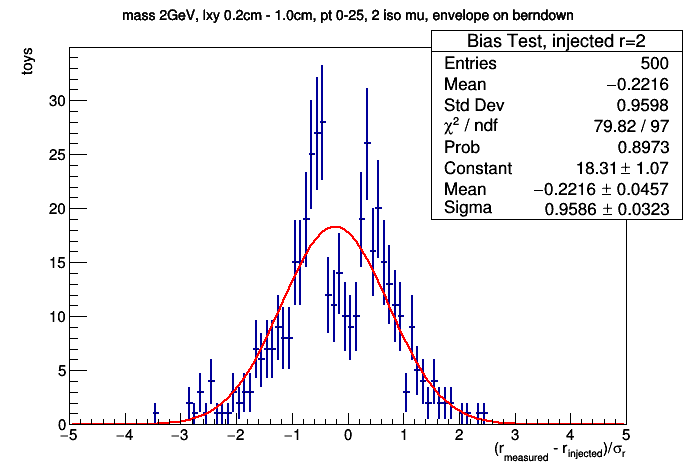 mass 2GeV, lxy 0.2cm - 1.0cm, pt 0-25, 2 iso mu, envelope on berndown
Bias Test, injected r=2
Entries 500
Mean −0.2216
Std Dev 0.9598
χ² / ndf 79.82 / 97
Prob 0.8973
Constant 18.31 ± 1.07
Mean −0.2216 ± 0.0457
Sigma 0.9586 ± 0.0323
toys
30
25
20
15
10
5
0
−5 −4 −3 −2 −1 0 1 2 3 4 5
(r_measured - r_injected)/σ_r